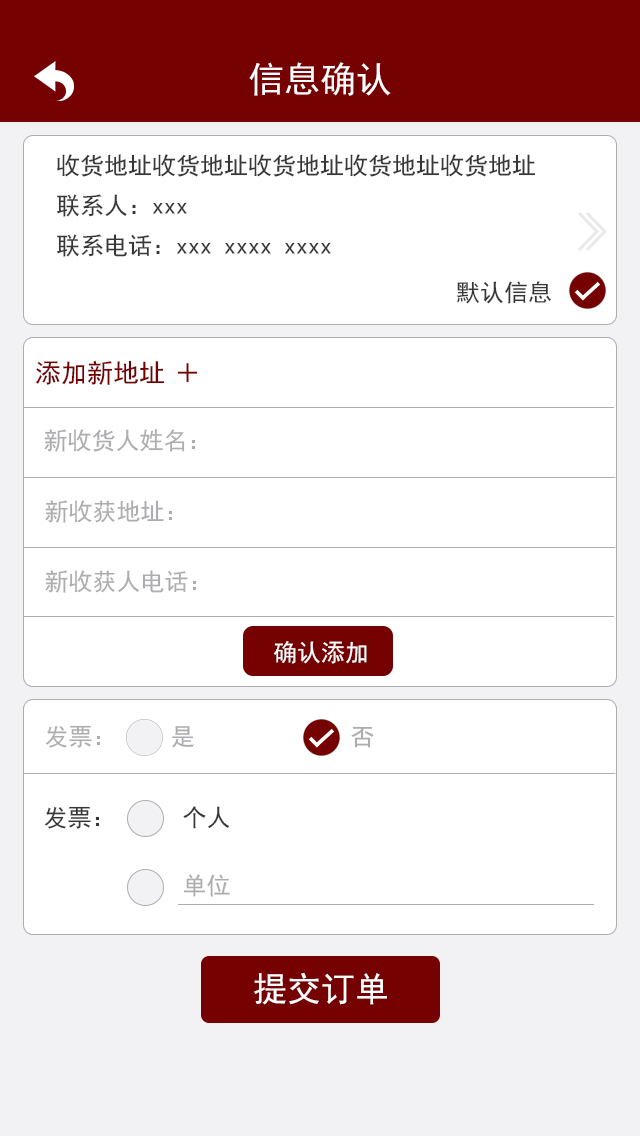 信息确认
收货地址收货地址收货地址收货地址收货地址
联系人：xxx
联系电话：xxx xxxx xxxx
默认信息
添加新地址 +
新收货人姓名：
新收获地址：
新收获人电话：
确认添加
发票： 是 否
发票： 个人
单位
提交订单